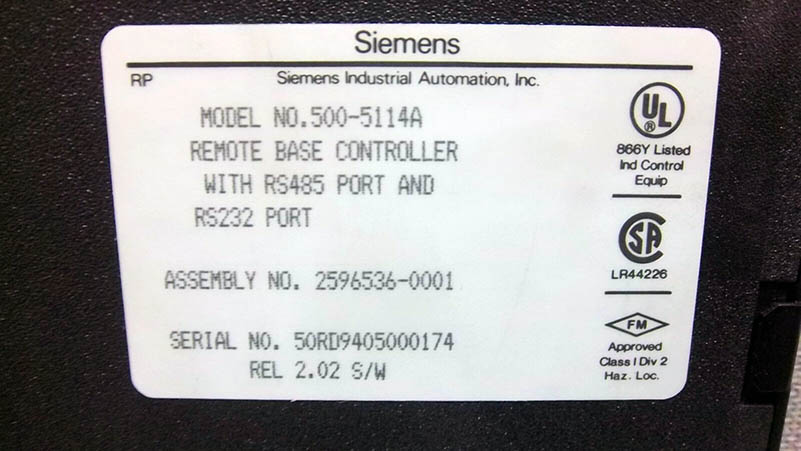 Siemens
RP
Siemens Industrial Automation, Inc.
MODEL NO.500-5114A
REMOTE BASE CONTROLLER
WITH RS485 PORT AND
RS232 PORT
ASSEMBLY NO. 2596536-0001
SERIAL NO. 50RD9405000174
REL 2.02 S/W
UL
®
866Y Listed
Ind Control
Equip
SA
LR44226
FM
Approved
Class I Div 2
Haz. Loc.